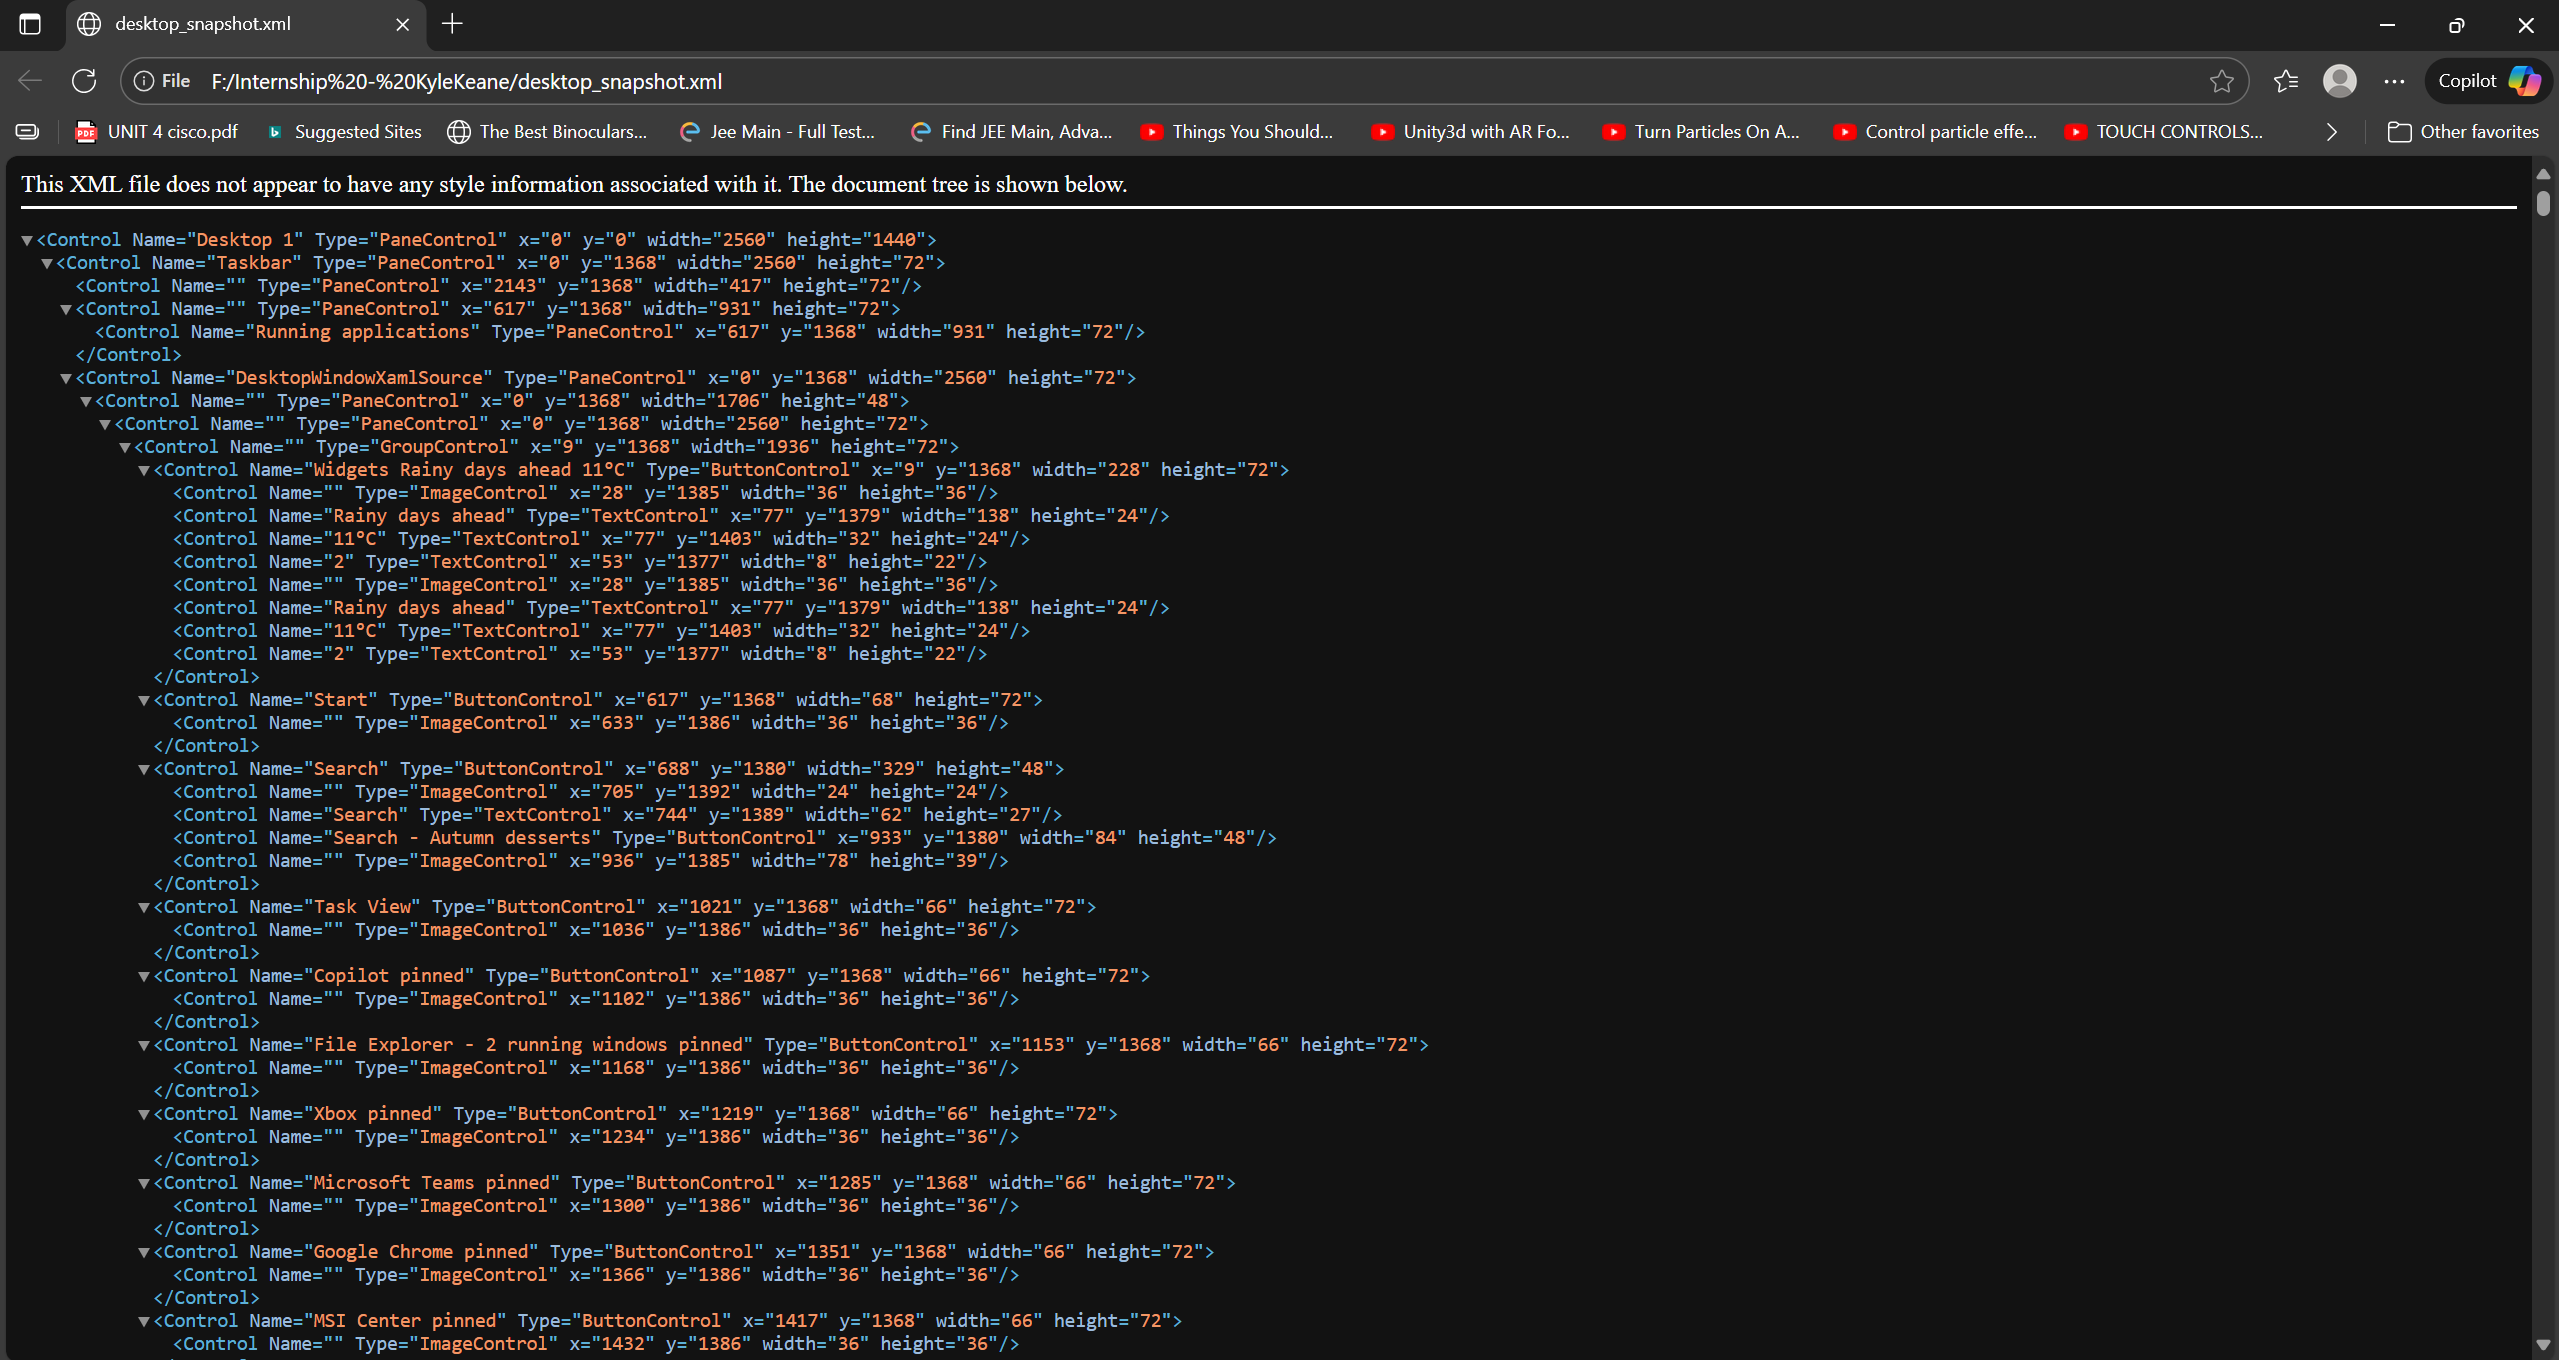 desktop_snapshot.xml
File F:/Internship%20-%20KyleKeane/desktop_snapshot.xml
Copilot
UNIT 4 cisco.pdf
Suggested Sites
The Best Binoculars...
Jee Main - Full Test...
Find JEE Main, Adva...
Things You Should...
Unity3d with AR Fo...
Turn Particles On A...
Control particle effe...
TOUCH CONTROLS...
Other favorites
This XML file does not appear to have any style information associated with it. The document tree is shown below.
▼<Control Name="Desktop 1" Type="PaneControl" x="0" y="0" width="2560" height="1440">
▼<Control Name="Taskbar" Type="PaneControl" x="0" y="1368" width="2560" height="72">
<Control Name="" Type="PaneControl" x="2143" y="1368" width="417" height="72"/>
▼<Control Name="" Type="PaneControl" x="617" y="1368" width="931" height="72">
<Control Name="Running applications" Type="PaneControl" x="617" y="1368" width="931" height="72"/>
</Control>
▼<Control Name="DesktopWindowXamlSource" Type="PaneControl" x="0" y="1368" width="2560" height="72">
▼<Control Name="" Type="PaneControl" x="0" y="1368" width="1706" height="48">
▼<Control Name="" Type="PaneControl" x="0" y="1368" width="2560" height="72">
▼<Control Name="" Type="GroupControl" x="9" y="1368" width="1936" height="72">
▼<Control Name="Widgets Rainy days ahead 11°C" Type="ButtonControl" x="9" y="1368" width="228" height="72">
<Control Name="" Type="ImageControl" x="28" y="1385" width="36" height="36"/>
<Control Name="Rainy days ahead" Type="TextControl" x="77" y="1379" width="138" height="24"/>
<Control Name="11°C" Type="TextControl" x="77" y="1403" width="32" height="24"/>
<Control Name="2" Type="TextControl" x="53" y="1377" width="8" height="22"/>
<Control Name="" Type="ImageControl" x="28" y="1385" width="36" height="36"/>
<Control Name="Rainy days ahead" Type="TextControl" x="77" y="1379" width="138" height="24"/>
<Control Name="11°C" Type="TextControl" x="77" y="1403" width="32" height="24"/>
<Control Name="2" Type="TextControl" x="53" y="1377" width="8" height="22"/>
</Control>
▼<Control Name="Start" Type="ButtonControl" x="617" y="1368" width="68" height="72">
<Control Name="" Type="ImageControl" x="633" y="1386" width="36" height="36"/>
</Control>
▼<Control Name="Search" Type="ButtonControl" x="688" y="1380" width="329" height="48">
<Control Name="" Type="ImageControl" x="705" y="1392" width="24" height="24"/>
<Control Name="Search" Type="TextControl" x="744" y="1389" width="62" height="27"/>
<Control Name="Search - Autumn desserts" Type="ButtonControl" x="933" y="1380" width="84" height="48"/>
<Control Name="" Type="ImageControl" x="936" y="1385" width="78" height="39"/>
</Control>
▼<Control Name="Task View" Type="ButtonControl" x="1021" y="1368" width="66" height="72">
<Control Name="" Type="ImageControl" x="1036" y="1386" width="36" height="36"/>
</Control>
▼<Control Name="Copilot pinned" Type="ButtonControl" x="1087" y="1368" width="66" height="72">
<Control Name="" Type="ImageControl" x="1102" y="1386" width="36" height="36"/>
</Control>
▼<Control Name="File Explorer - 2 running windows pinned" Type="ButtonControl" x="1153" y="1368" width="66" height="72">
<Control Name="" Type="ImageControl" x="1168" y="1386" width="36" height="36"/>
</Control>
▼<Control Name="Xbox pinned" Type="ButtonControl" x="1219" y="1368" width="66" height="72">
<Control Name="" Type="ImageControl" x="1234" y="1386" width="36" height="36"/>
</Control>
▼<Control Name="Microsoft Teams pinned" Type="ButtonControl" x="1285" y="1368" width="66" height="72">
<Control Name="" Type="ImageControl" x="1300" y="1386" width="36" height="36"/>
</Control>
▼<Control Name="Google Chrome pinned" Type="ButtonControl" x="1351" y="1368" width="66" height="72">
<Control Name="" Type="ImageControl" x="1366" y="1386" width="36" height="36"/>
</Control>
▼<Control Name="MSI Center pinned" Type="ButtonControl" x="1417" y="1368" width="66" height="72">
<Control Name="" Type="ImageControl" x="1432" y="1386" width="36" height="36"/>